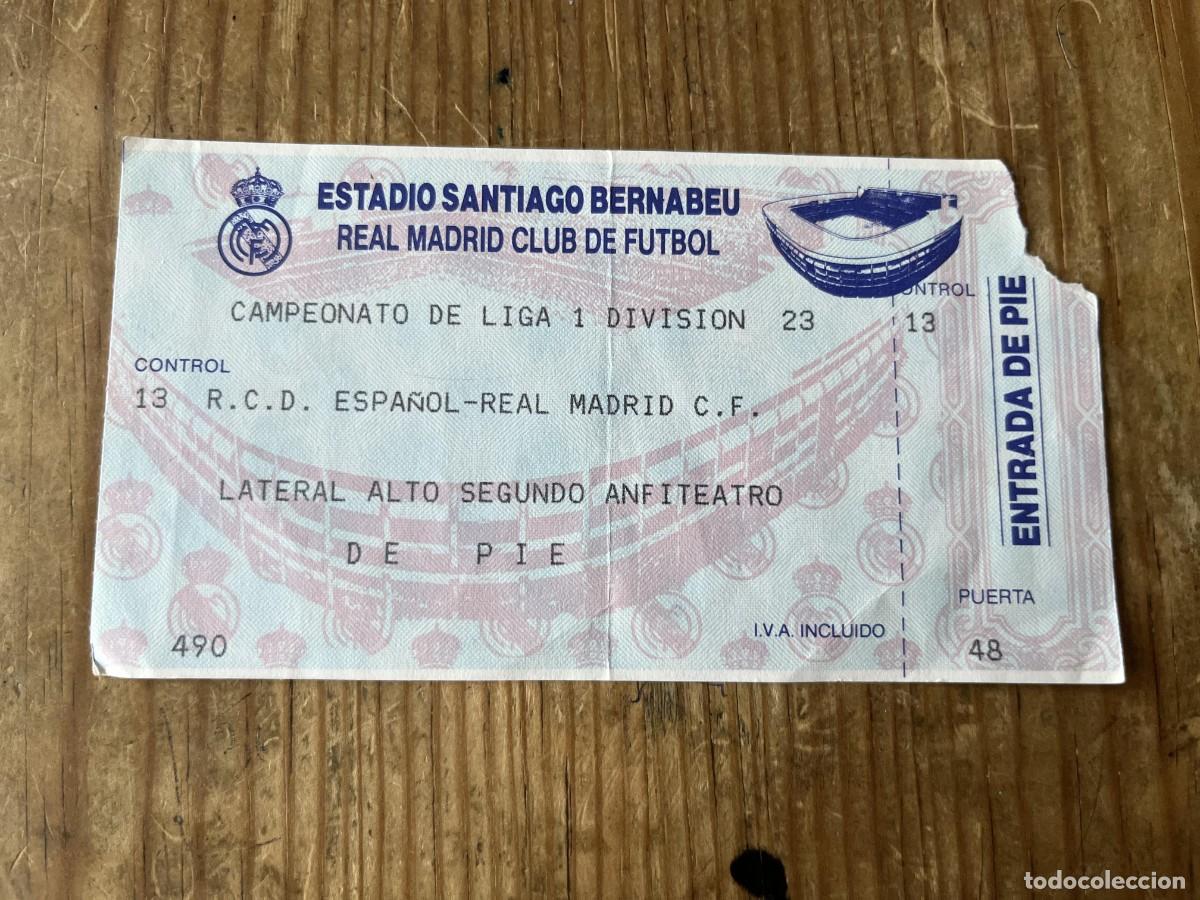 ESTADIO SANTIAGO BERNABEU
REAL MADRID CLUB DE FUTBOL
CAMPEONATO DE LIGA 1 DIVISION 23
CONTROL
13 R.C.D. ESPAÑOL-REAL MADRID C.F.
LATERAL ALTO SEGUNDO ANFITEATRO
DE PIE
490
I.V.A. INCLUIDO
ONTROL
13
ENTRADA DE PIE
PUERTA
48
todocoleccion